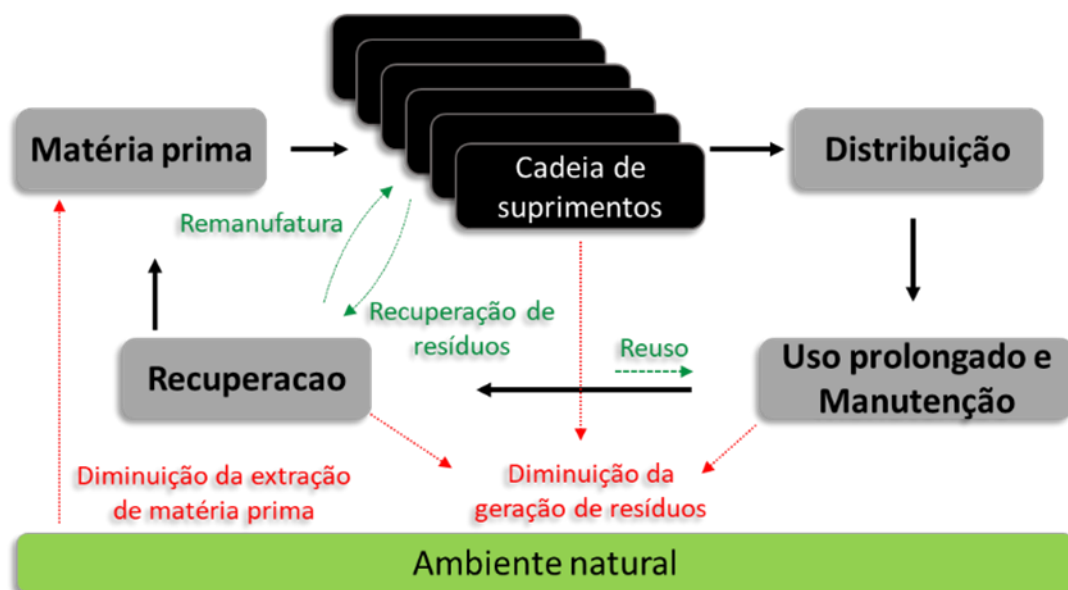 Matéria prima
Cadeia de
suprimentos
Distribuição
Remanufatura
Recuperação de
resíduos
Reuso
Recuperacao
Uso prolongado e
Manutenção
Diminuição da extração
de matéria prima
Diminuição da
geração de resíduos
Ambiente natural